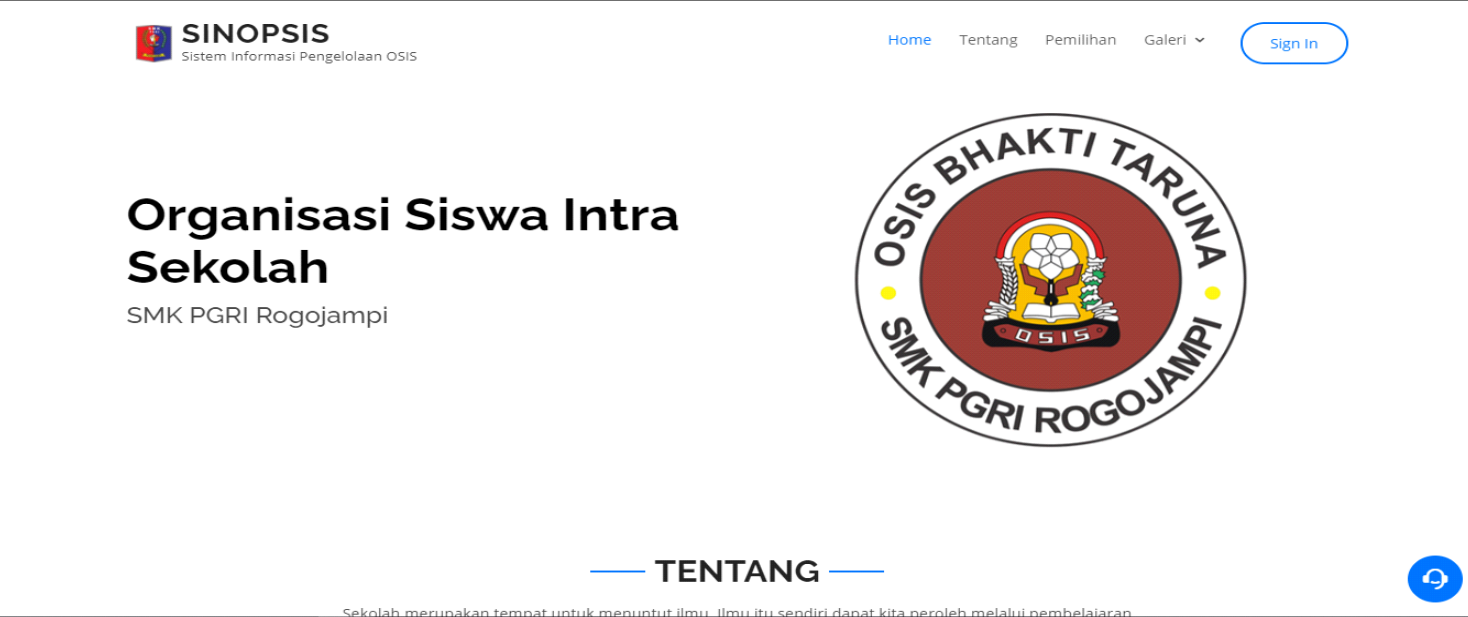 SINOPSIS
Sistem Informasi Pengelolaan OSIS
Home Tentang Pemilihan Galeri Sign In
Organisasi Siswa Intra
Sekolah
SMK PGRI Rogojampi
OSIS BHAKTI TARUNA
OSIS
SMK PGRI ROGOJAMPI
TENTANG
Sekolah merupakan tempat untuk menuntut ilmu. Ilmu itu sendiri dapat kita peroleh melalui pembelajaran